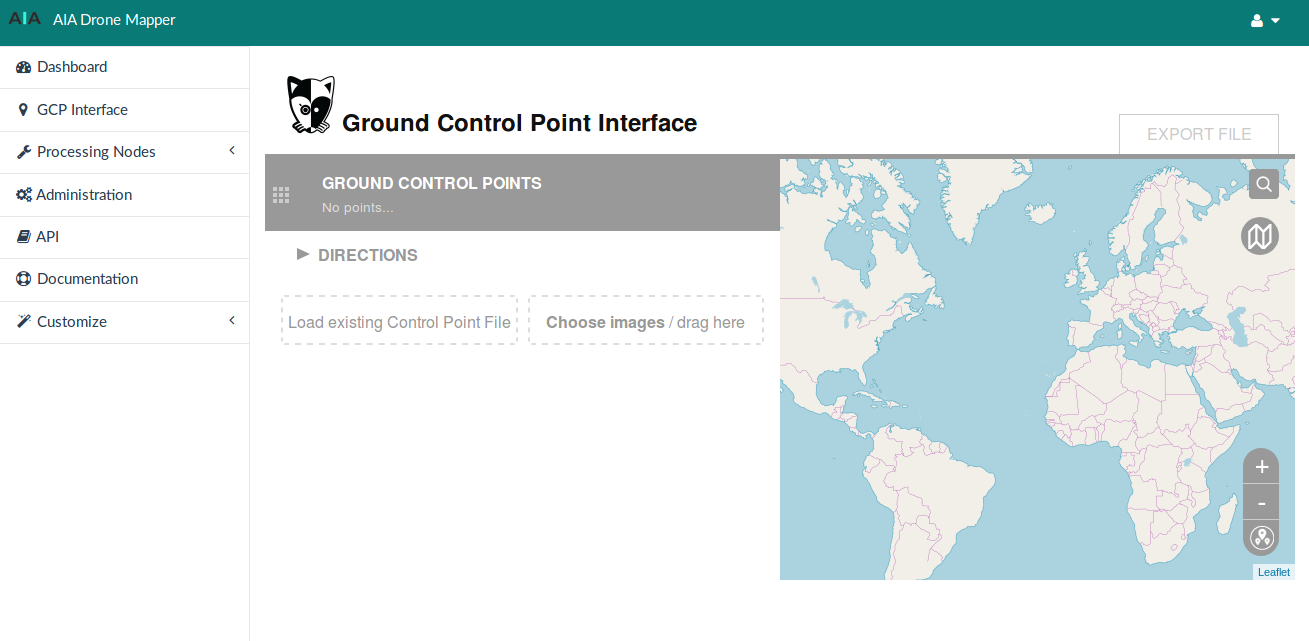 AIA AIA Drone Mapper
Dashboard
GCP Interface
Processing Nodes
Administration
API
Documentation
Customize
Ground Control Point Interface
EXPORT FILE
GROUND CONTROL POINTS
No points...
DIRECTIONS
Load existing Control Point File
Choose images / drag here
+
-
Leaflet